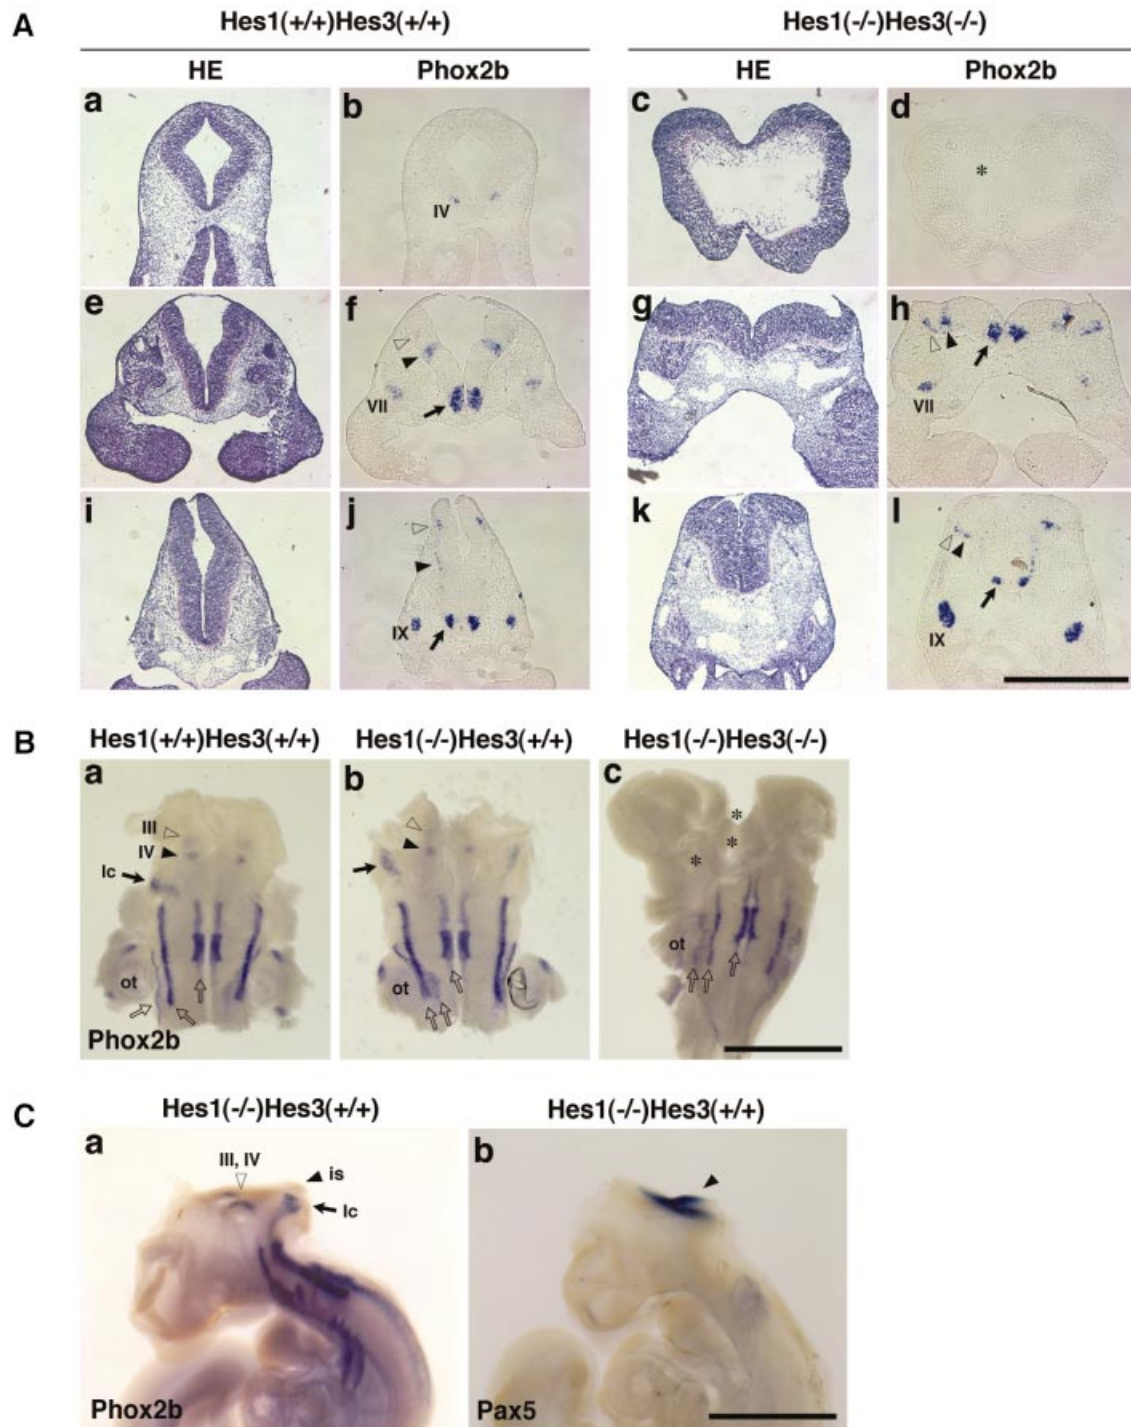 A
Hes1(+/+)Hes3(+/+) Hes1(-/-)Hes3(-/-)
HE Phox2b HE Phox2b
a b c d
IV *
e f g h
VII VII
i j k l
IX IX
B
Hes1(+/+)Hes3(+/+) Hes1(-/-)Hes3(+/+) Hes1(-/-)Hes3(-/-)
a b c
III
IV
lc
* * *
ot ot ot
Phox2b
C
Hes1(-/-)Hes3(+/+) Hes1(-/-)Hes3(+/+)
a b
III, IV is
lc
Phox2b Pax5